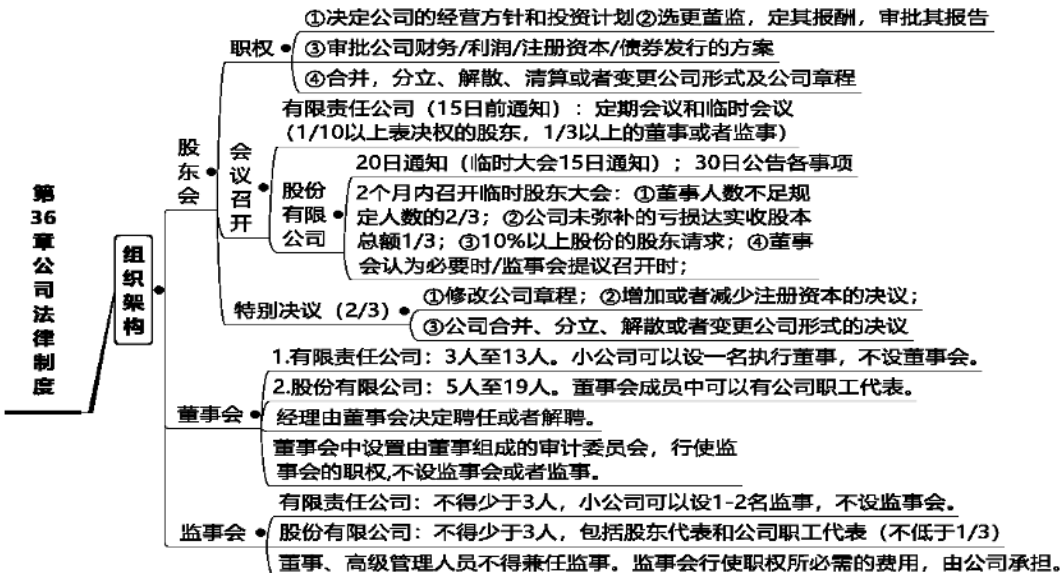 第36章公司法律制度
组织架构
股东会
职权
①决定公司的经营方针和投资计划②选更董监，定其报酬，审批其报告
③审批公司财务/利润/注册资本/债券发行的方案
④合并，分立、解散、清算或者变更公司形式及公司章程
会议召开
有限责任公司（15日前通知）：定期会议和临时会议
（1/10以上表决权的股东，1/3以上的董事或者监事）
股份有限公司
20日通知（临时大会15日通知）；30日公告各事项
2个月内召开临时股东大会：①董事人数不足规
定人数的2/3；②公司未弥补的亏损达实收股本
总额1/3；③10%以上股份的股东请求；④董事
会认为必要时/监事会提议召开时；
特别决议（2/3）
①修改公司章程；②增加或者减少注册资本的决议；
③公司合并、分立、解散或者变更公司形式的决议
董事会
1.有限责任公司：3人至13人。小公司可以设一名执行董事，不设董事会。
2.股份有限公司：5人至19人。董事会成员中可以有公司职工代表。
经理由董事会决定聘任或者解聘。
董事会中设置由董事组成的审计委员会，行使监
事会的职权,不设监事会或者监事。
监事会
有限责任公司：不得少于3人，小公司可以设1-2名监事，不设监事会。
股份有限公司：不得少于3人，包括股东代表和公司职工代表（不低于1/3）
董事、高级管理人员不得兼任监事。监事会行使职权所必需的费用，由公司承担。